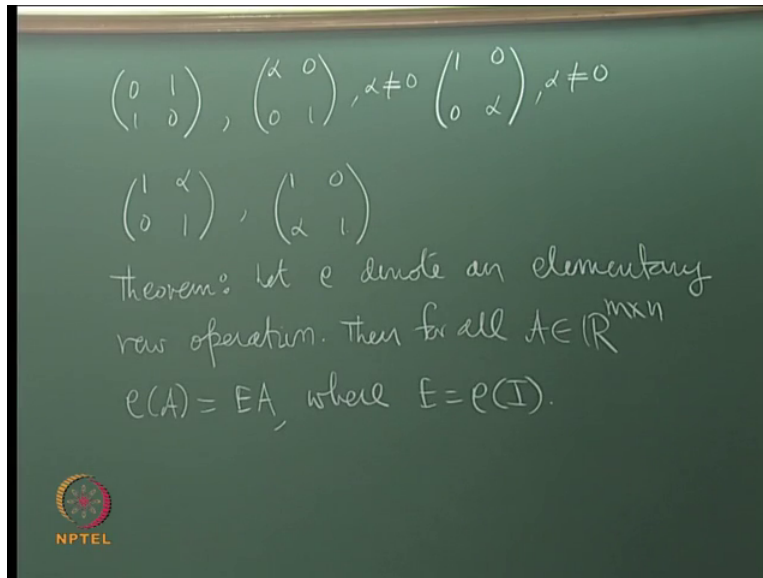 (0 1; 1 0), (α 0; 0 1), α≠0 (1 0; 0 α), α≠0
(1 α; 0 1), (1 0; α 1)
Theorem: Let e denote an elementary
row operation. Then for all A ∈ ℝ^{m×n}
e(A) = EA, where E = e(I).
NPTEL